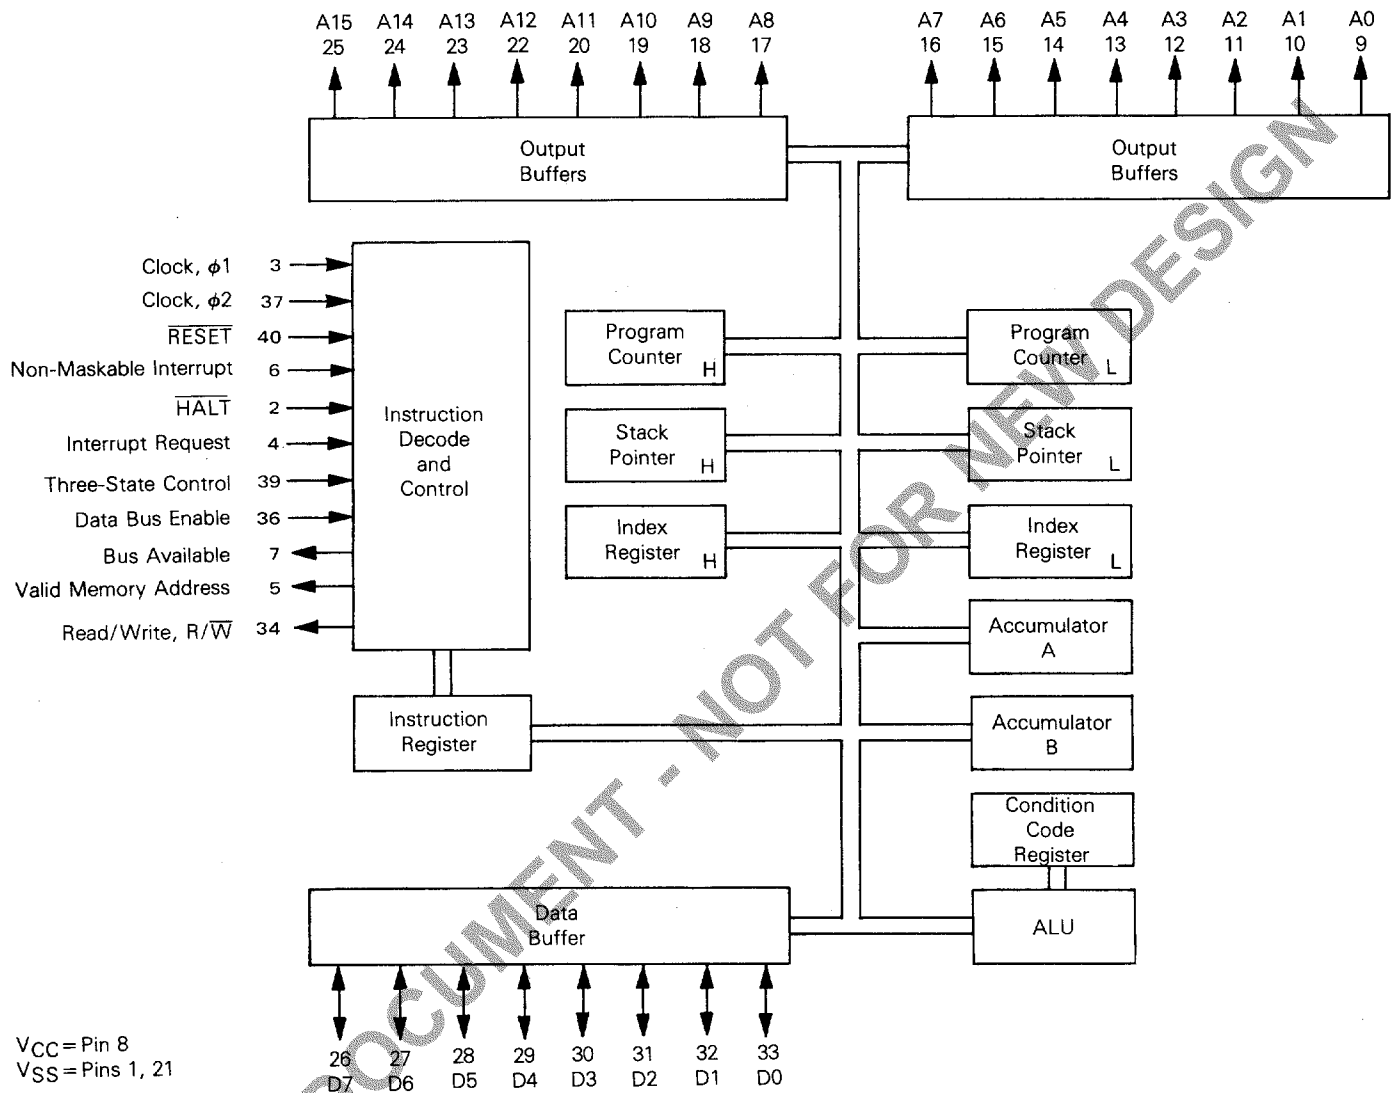 A15 A14 A13 A12 A11 A10 A9 A8 A7 A6 A5 A4 A3 A2 A1 A0
25 24 23 22 20 19 18 17 16 15 14 13 12 11 10 9
Output
Buffers
Output
Buffers
Clock, ϕ1 3
Clock, ϕ2 37
RESET 40
Non-Maskable Interrupt 6
HALT 2
Interrupt Request 4
Three-State Control 39
Data Bus Enable 36
Bus Available 7
Valid Memory Address 5
Read/Write, R/W 34
Instruction
Decode
and
Control
Program
Counter H
Program
Counter L
Stack
Pointer H
Stack
Pointer L
Index
Register H
Index
Register L
Accumulator
A
Instruction
Register
Accumulator
B
Condition
Code
Register
Data
Buffer
ALU
26 27 28 29 30 31 32 33
D7 D6 D5 D4 D3 D2 D1 D0
VCC=Pin 8
VSS=Pins 1, 21
DOCUMENT - NOT FOR NEW DESIGN